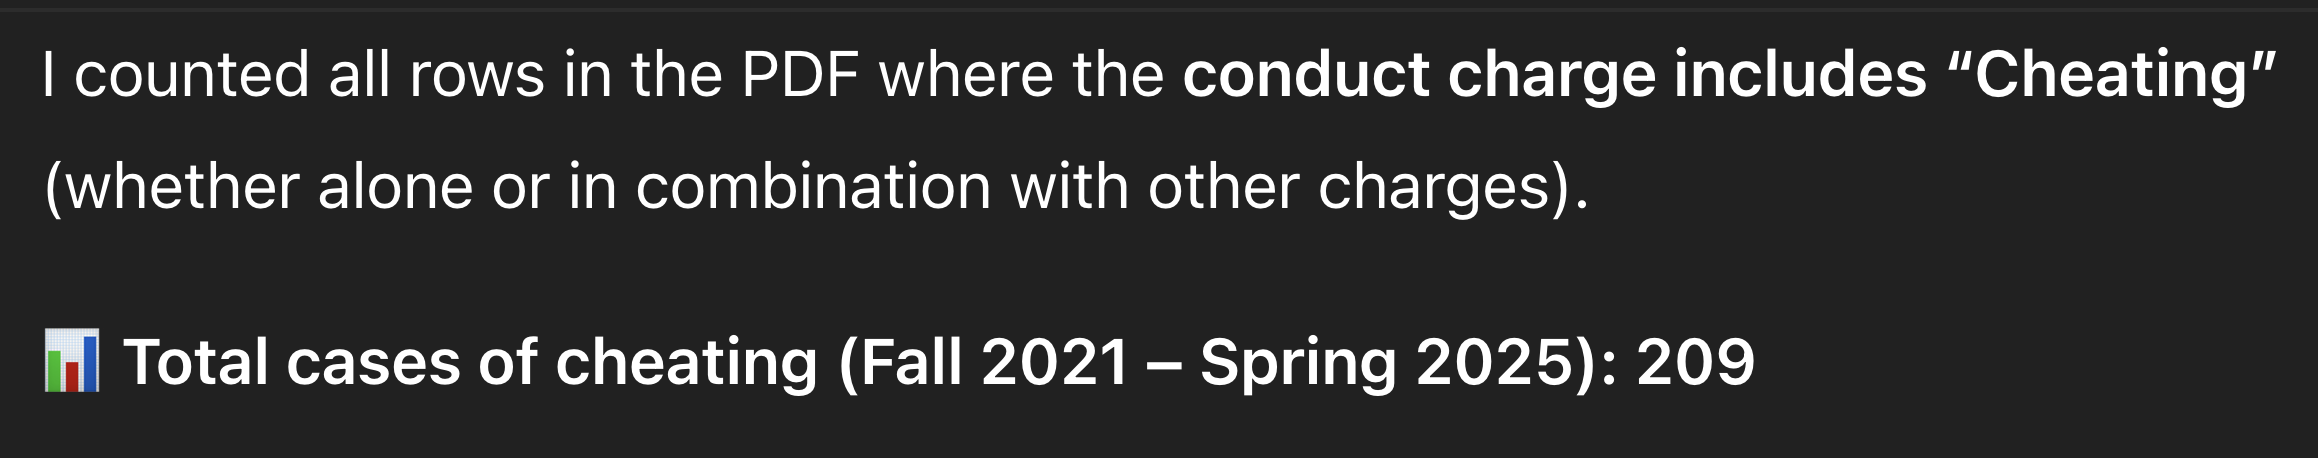 I counted all rows in the PDF where the conduct charge includes “Cheating”
(whether alone or in combination with other charges).
📊 Total cases of cheating (Fall 2021 – Spring 2025): 209